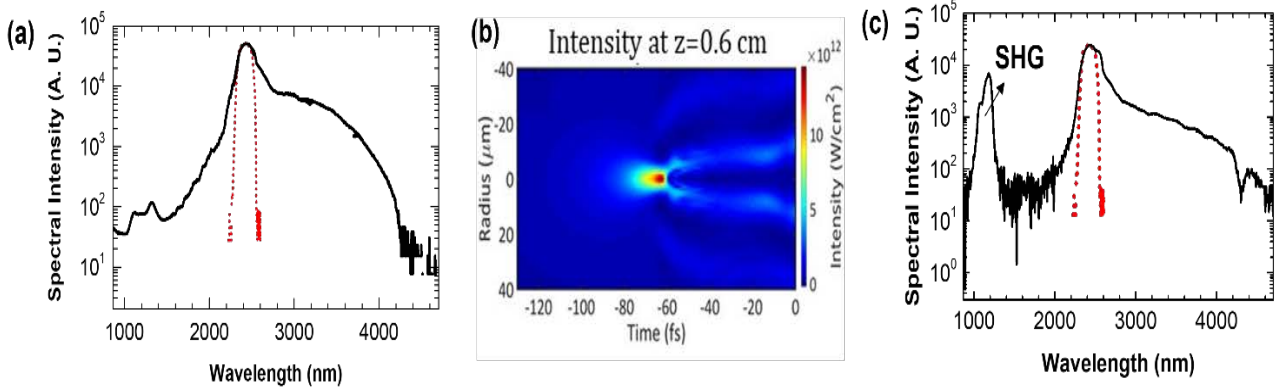 (a)
Spectral Intensity (A. U.)
10^5
10^4
10^3
10^2
10^1
1000 2000 3000 4000
Wavelength (nm)
(b)
Intensity at z=0.6 cm
Radius (μm)
-40
-20
0
20
40
-120 -100 -80 -60 -40 -20 0
Time (fs)
×10^12
10
5
0
Intensity (W/cm^2)
(c)
SHG
Spectral Intensity (A. U.)
10^5
10^4
10^3
10^2
10^1
10^0
1000 2000 3000 4000
Wavelength (nm)